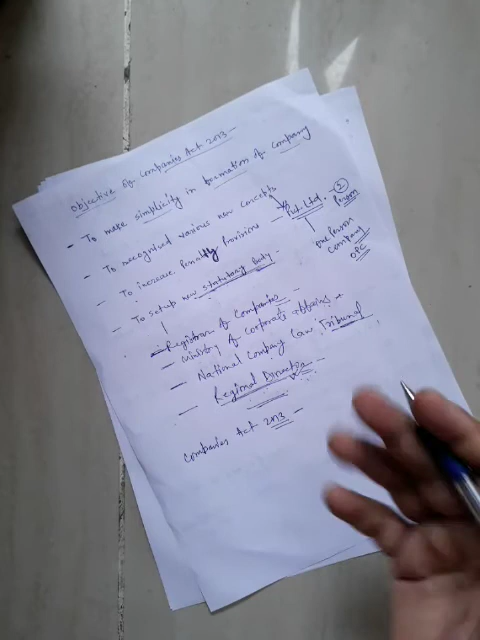 objective of Companies Act 2013 -
- To make simplicity in formation of Company
- To recognised various new concepts
Pvt. Ltd. - 2 Person
one Person
Company
OPC
- To increase Penalty Provisions -
- To setup new statutory Body.
- Registrar of Companies -
- Ministry of corporate affairs -
- National Company Law Tribunal
- Regional Director -
Companies Act 2013 -